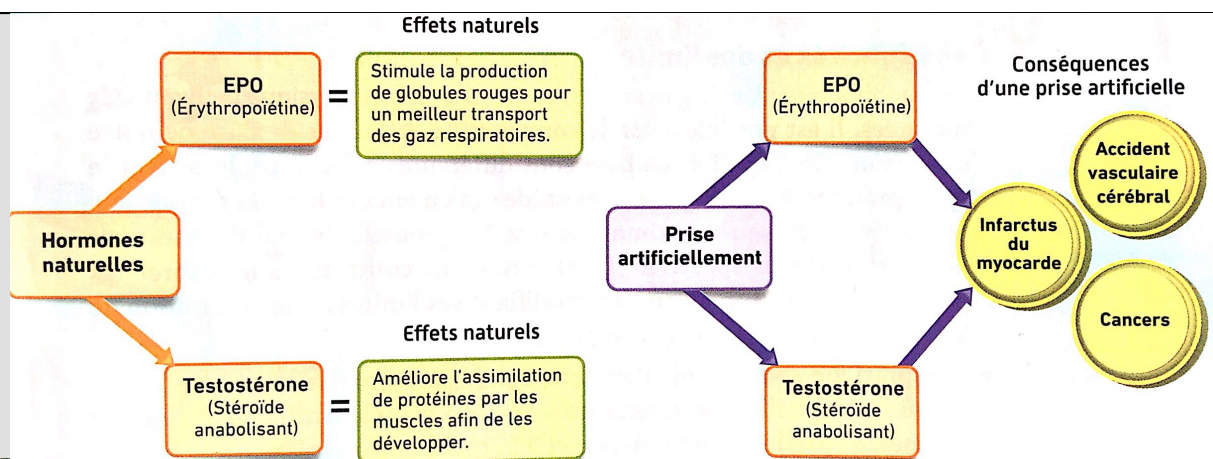 Effets naturels
EPO
(Érythropoïétine)
=
Stimule la production
de globules rouges pour
un meilleur transport
des gaz respiratoires.
Hormones
naturelles
Effets naturels
Testostérone
(Stéroïde
anabolisant)
=
Améliore l'assimilation
de protéines par les
muscles afin de les
développer.
EPO
(Érythropoïétine)
Prise
artificiellement
Testostérone
(Stéroïde
anabolisant)
Conséquences
d'une prise artificielle
Accident
vasculaire
cérébral
Infarctus
du
myocarde
Cancers